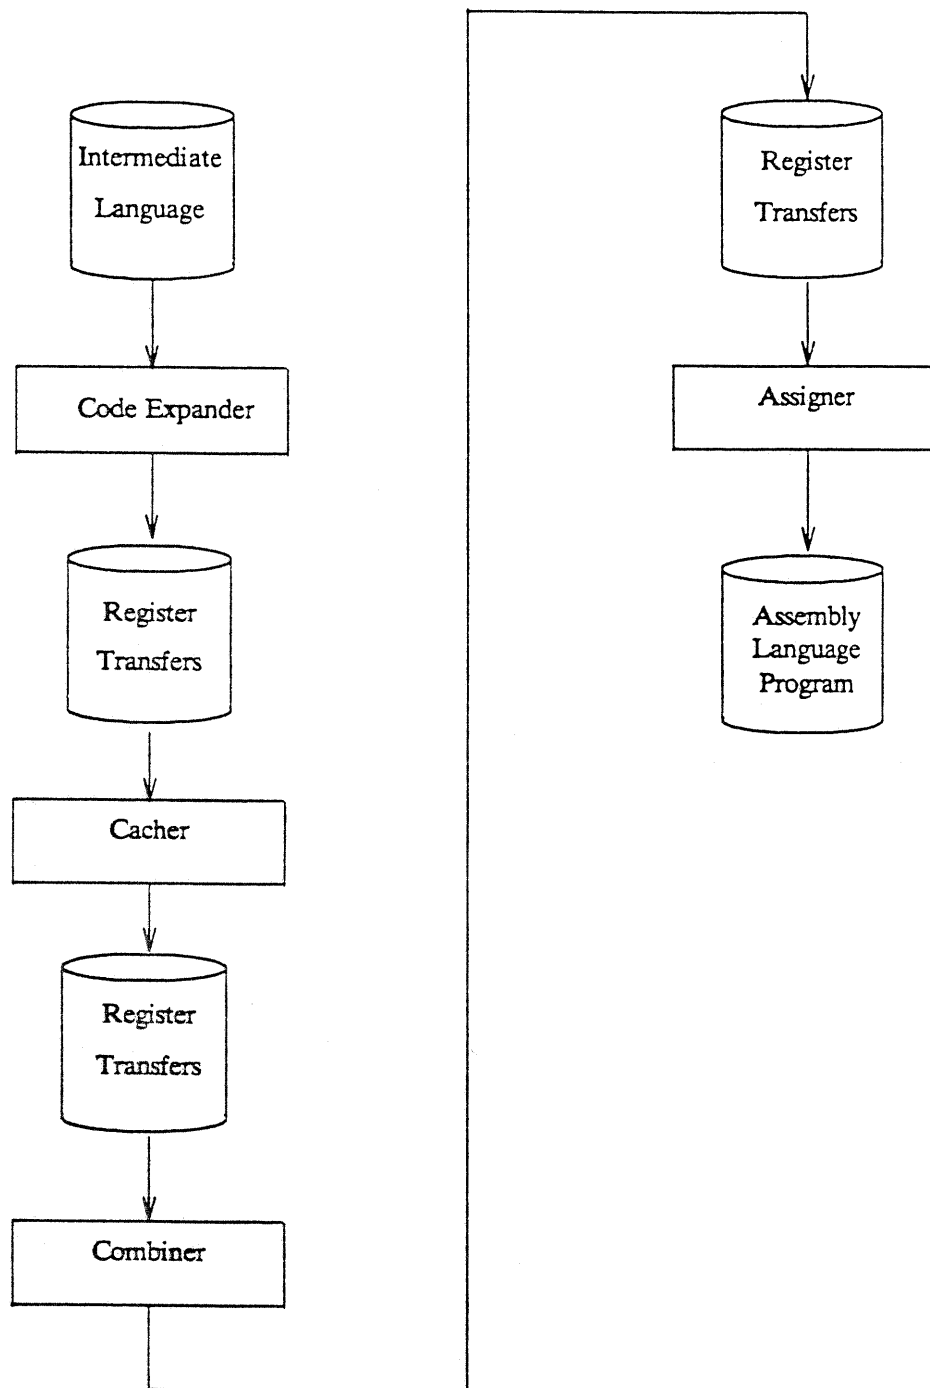 Intermediate
Language
Code Expander
Register
Transfers
Cacher
Register
Transfers
Combiner
Register
Transfers
Assigner
Assembly
Language
Program